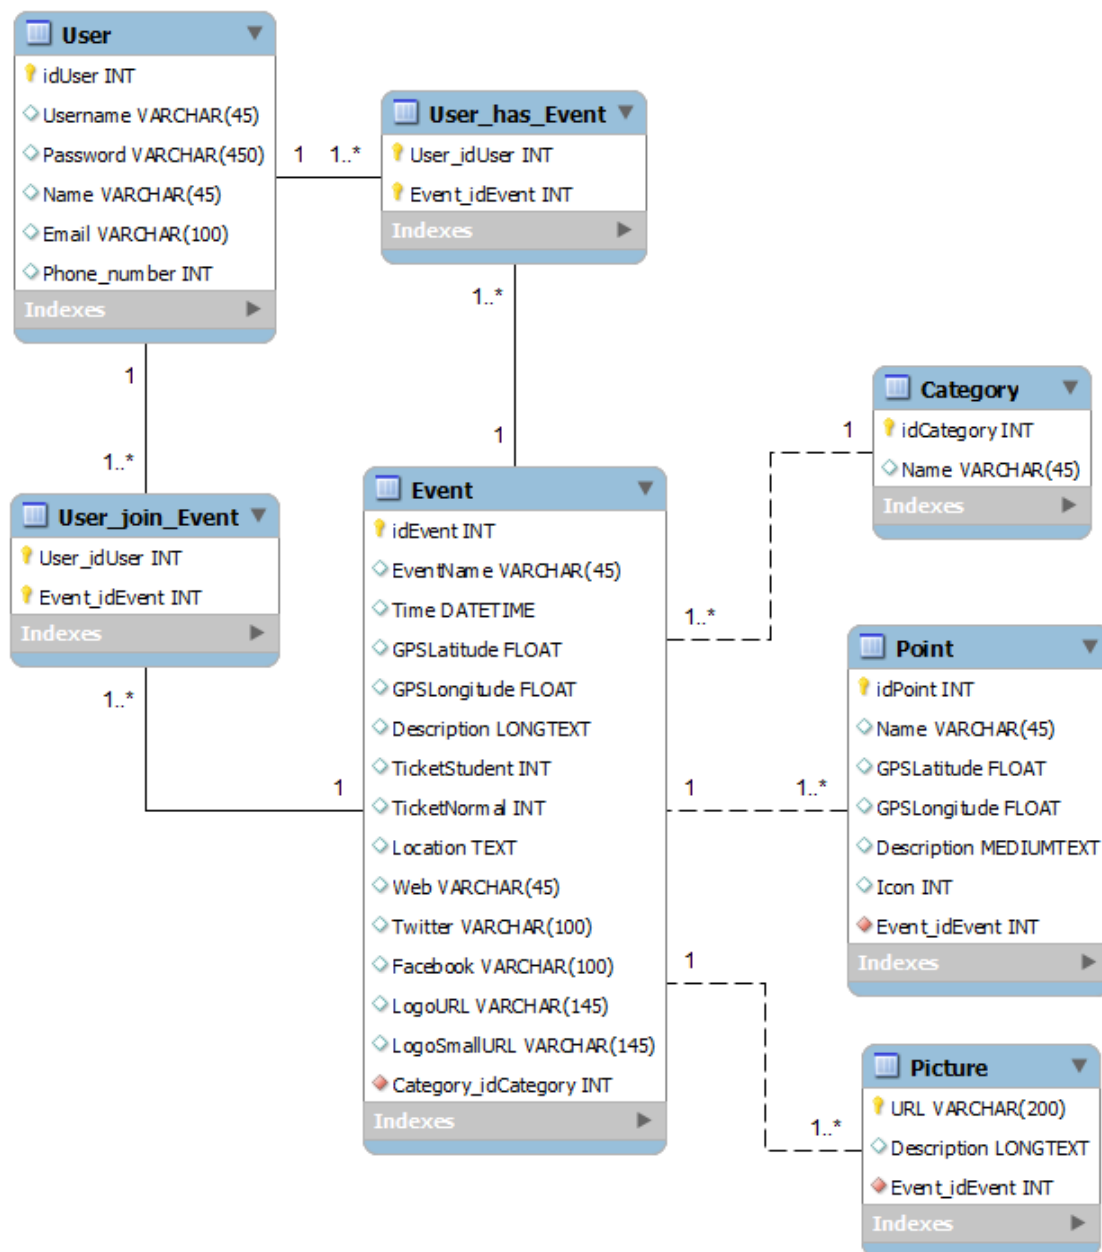 User
idUser INT
Username VARCHAR(45)
Password VARCHAR(450)
Name VARCHAR(45)
Email VARCHAR(100)
Phone_number INT
Indexes
1 1..*
User_has_Event
User_idUser INT
Event_idEvent INT
Indexes
1..*
1
1
1..*
User_join_Event
User_idUser INT
Event_idEvent INT
Indexes
1..*
1
Event
idEvent INT
EventName VARCHAR(45)
Time DATETIME
GPSLatitude FLOAT
GPSLongitude FLOAT
Description LONGTEXT
TicketStudent INT
TicketNormal INT
Location TEXT
Web VARCHAR(45)
Twitter VARCHAR(100)
Facebook VARCHAR(100)
LogoURL VARCHAR(145)
LogoSmallURL VARCHAR(145)
Category_idCategory INT
Indexes
1
1..*
Category
idCategory INT
Name VARCHAR(45)
Indexes
1 1..*
Point
idPoint INT
Name VARCHAR(45)
GPSLatitude FLOAT
GPSLongitude FLOAT
Description MEDIUMTEXT
Icon INT
Event_idEvent INT
Indexes
1
1..*
Picture
URL VARCHAR(200)
Description LONGTEXT
Event_idEvent INT
Indexes